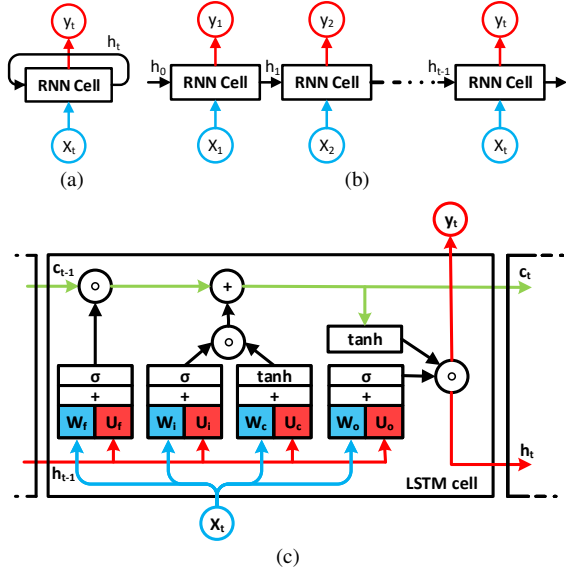 yt y1 y2 yt
ht h0 h1 ht-1
RNN Cell RNN Cell RNN Cell RNN Cell
Xt X1 X2 Xt
(a) (b)
yt
ct-1 ct
∘ +
∘ tanh
σ σ tanh σ ∘
+ + + +
Wf Uf Wi Ui Wc Uc Wo Uo
ht-1 ht
LSTM cell
Xt
(c)